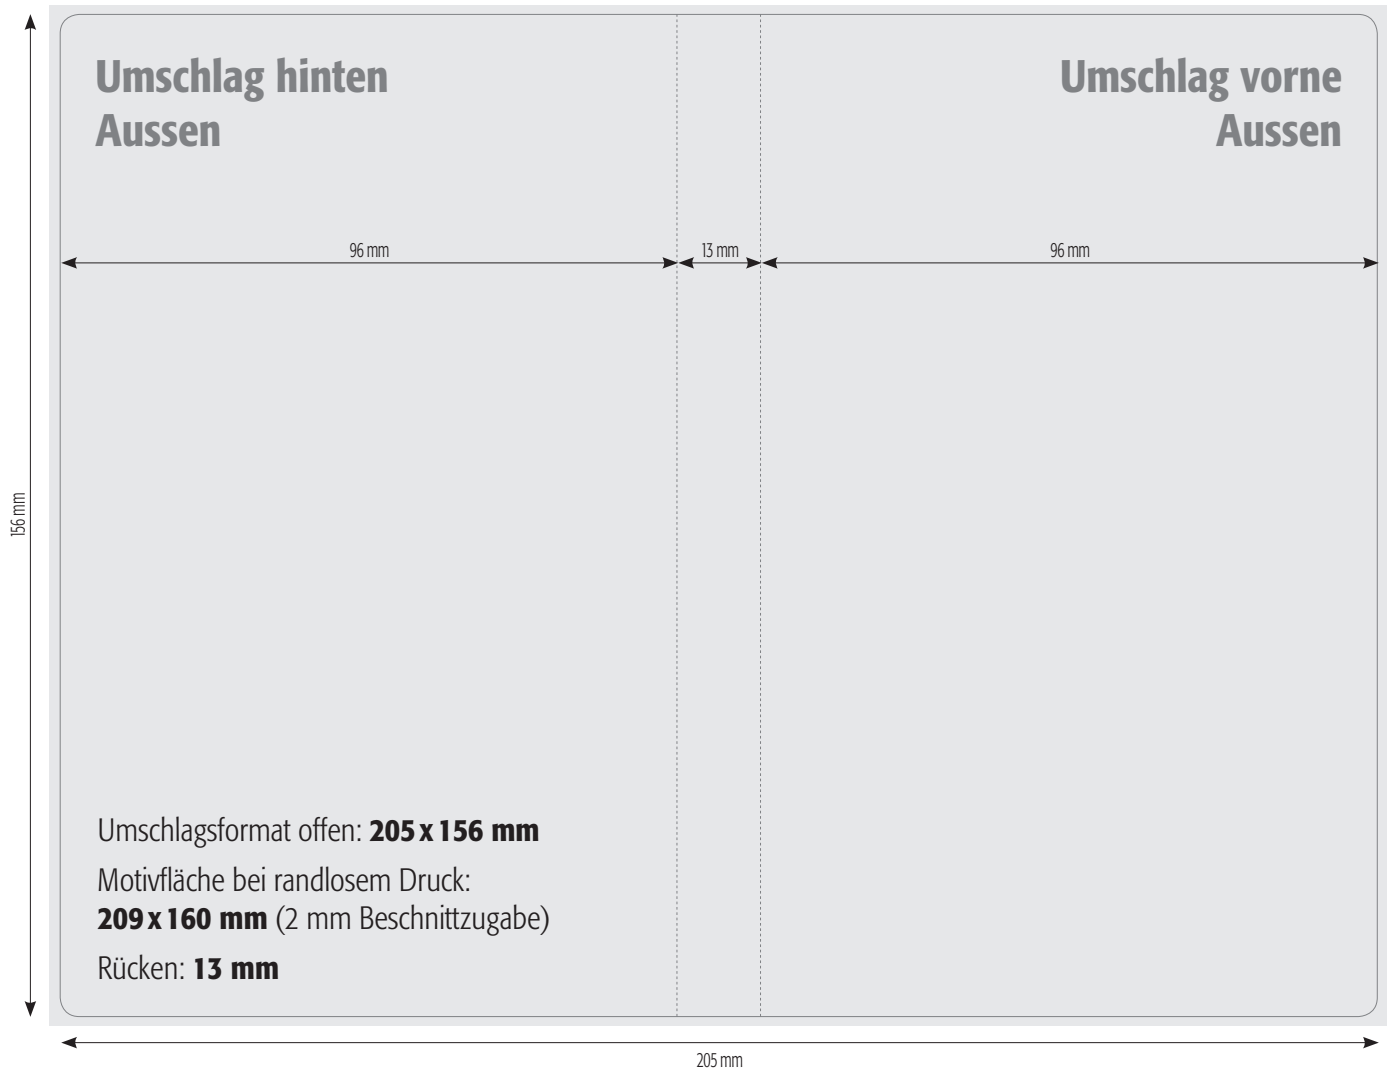 Umschlag hinten
Aussen
Umschlag vorne
Aussen
96 mm
13 mm
96 mm
156 mm
Umschlagsformat offen: 205 x 156 mm
Motivfläche bei randlosem Druck:
209 x 160 mm (2 mm Beschnittzugabe)
Rücken: 13 mm
205 mm